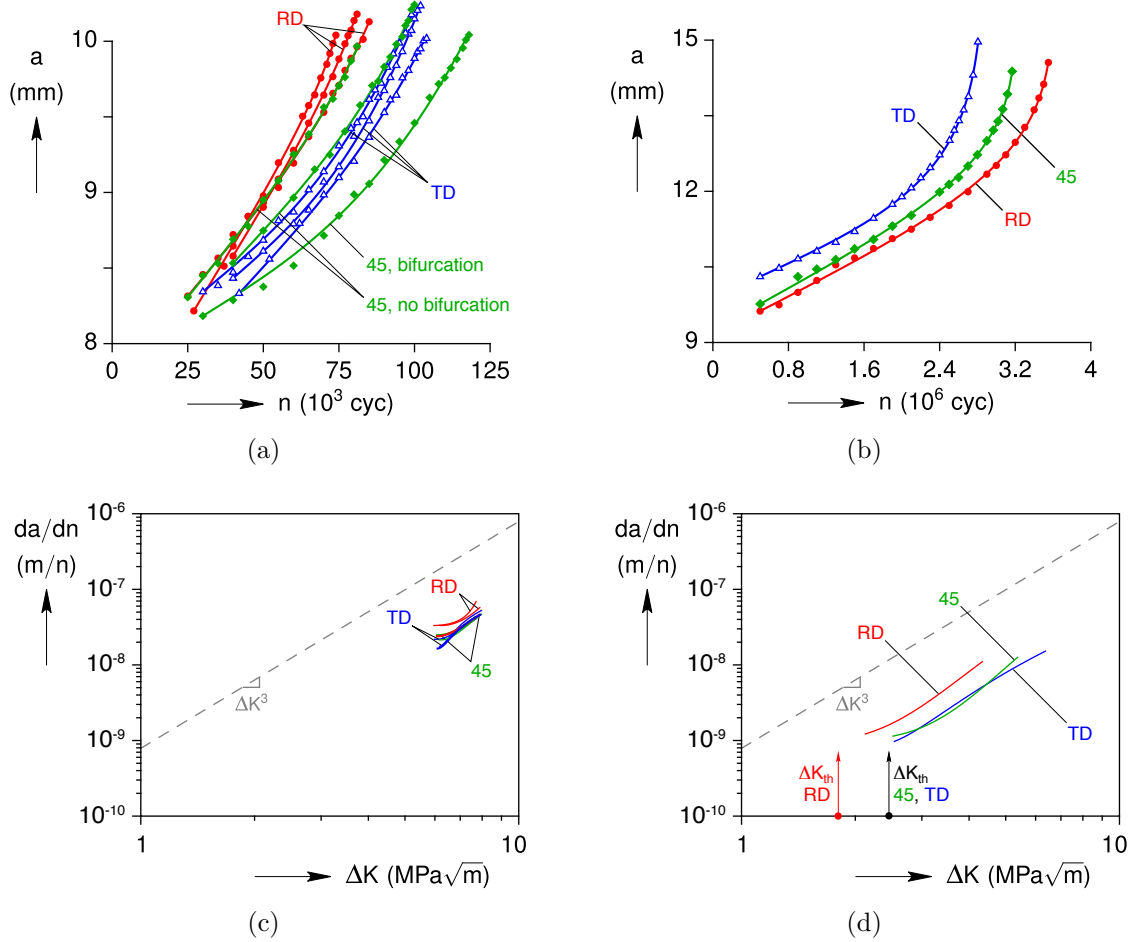 10
a
(mm)
9
8
RD
TD
45, bifurcation
45, no bifurcation
0 25 50 75 100 125
n (10³ cyc)
(a)
15
a
(mm)
12
9
TD
45
RD
0 0.8 1.6 2.4 3.2 4
n (10⁶ cyc)
(b)
10⁻⁶
da/dn
(m/n)
10⁻⁷
10⁻⁸
10⁻⁹
10⁻¹⁰
RD
TD
45
ΔK³
1 10
ΔK (MPa√m)
(c)
10⁻⁶
da/dn
(m/n)
10⁻⁷
10⁻⁸
10⁻⁹
10⁻¹⁰
45
RD
ΔK³
TD
ΔKth
RD
ΔKth
45, TD
1 10
ΔK (MPa√m)
(d)